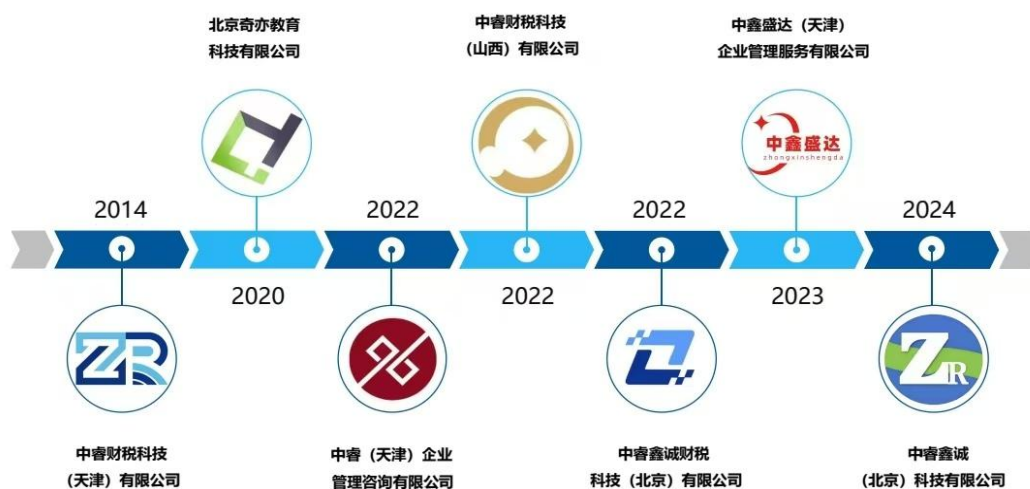 北京奇亦教育
科技有限公司
中睿财税科技
（山西）有限公司
中鑫盛达（天津）
企业管理服务有限公司
中鑫盛达
zhongxinshengda
2014
2022
2022
2024
2020
2022
2023
ZR
ZR
中睿财税科技
（天津）有限公司
中睿（天津）企业
管理咨询有限公司
中睿鑫诚财税
科技（北京）有限公司
中睿鑫诚
（北京）科技有限公司